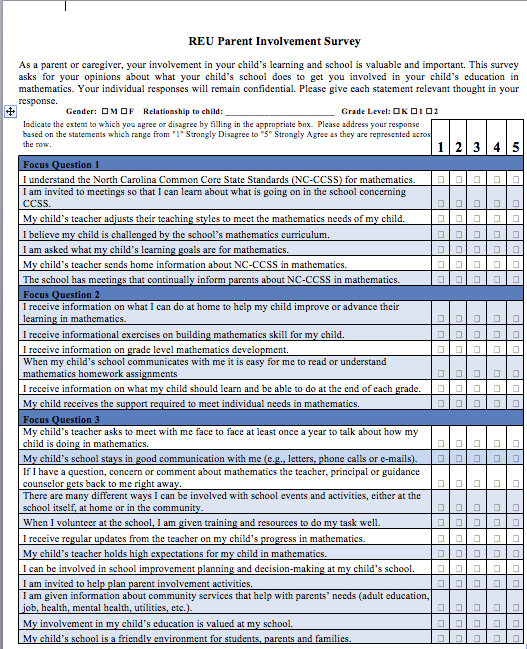 REU Parent Involvement Survey
As a parent or caregiver, your involvement in your child's learning and school is valuable and important. This survey
asks for your opinions about what your child's school does to get you involved in your child's education in
mathematics. Your individual responses will remain confidential. Please give each statement relevant thought in your
response.
Gender: ☐M ☐F Relationship to child: ____________________ Grade Level: ☐K ☐1 ☐2
Indicate the extent to which you agree or disagree by filling in the appropriate box. Please address your response
based on the statements which range from "1" Strongly Disagree to "5" Strongly Agree as they are represented across
the row.
1 2 3 4 5
Focus Question 1
I understand the North Carolina Common Core State Standards (NC-CCSS) for mathematics.
I am invited to meetings so that I can learn about what is going on in the school concerning
CCSS.
My child's teacher adjusts their teaching styles to meet the mathematics needs of my child.
I believe my child is challenged by the school's mathematics curriculum.
I am asked what my child's learning goals are for mathematics.
My child's teacher sends home information about NC-CCSS in mathematics.
The school has meetings that continually inform parents about NC-CCSS in mathematics.
Focus Question 2
I receive information on what I can do at home to help my child improve or advance their
learning in mathematics.
I receive informational exercises on building mathematics skill for my child.
I receive information on grade level mathematics development.
When my child's school communicates with me it is easy for me to read or understand
mathematics homework assignments
I receive information on what my child should learn and be able to do at the end of each grade.
My child receives the support required to meet individual needs in mathematics.
Focus Question 3
My child's teacher asks to meet with me face to face at least once a year to talk about how my
child is doing in mathematics.
My child's school stays in good communication with me (e.g., letters, phone calls or e-mails).
If I have a question, concern or comment about mathematics the teacher, principal or guidance
counselor gets back to me right away.
There are many different ways I can be involved with school events and activities, either at the
school itself, at home or in the community.
When I volunteer at the school, I am given training and resources to do my task well.
I receive regular updates from the teacher on my child's progress in mathematics.
My child's teacher holds high expectations for my child in mathematics.
I can be involved in school improvement planning and decision-making at my child's school.
I am invited to help plan parent involvement activities.
I am given information about community services that help with parents' needs (adult education,
job, health, mental health, utilities, etc.).
My involvement in my child's education is valued at my school.
My child's school is a friendly environment for students, parents and families.